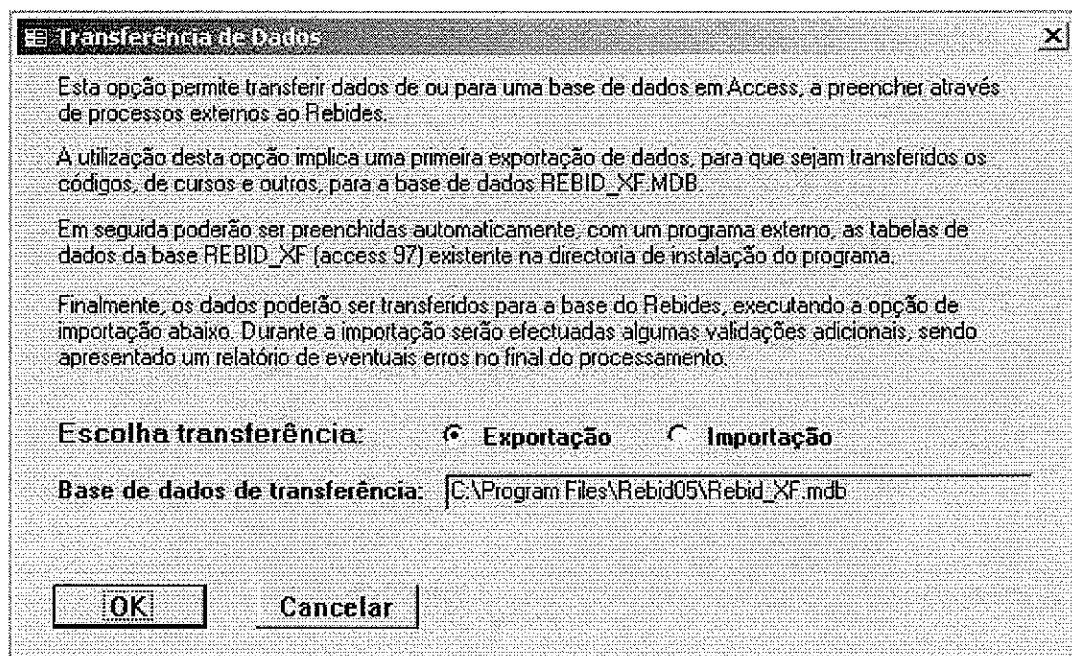 Transferência de Dados
Esta opção permite transferir dados de ou para uma base de dados em Access, a preencher através
de processos externos ao Rebides.
A utilização desta opção implica uma primeira exportação de dados, para que sejam transferidos os
códigos, de cursos e outros, para a base de dados REBID_XF.MDB.
Em seguida poderão ser preenchidas automaticamente, com um programa externo, as tabelas de
dados da base REBID_XF (access 97) existente na directoria de instalação do programa.
Finalmente, os dados poderão ser transferidos para a base do Rebides, executando a opção de
importação abaixo. Durante a importação serão efectuadas algumas validações adicionais, sendo
apresentado um relatório de eventuais erros no final do processamento.
Escolha transferência: Exportação Importação
Base de dados de transferência: C:\Program Files\Rebid05\Rebid_XF.mdb
OK Cancelar